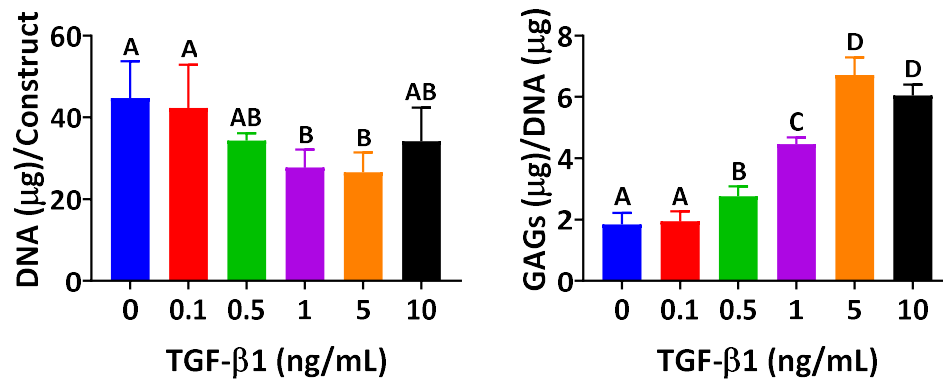 DNA (μg)/Construct
60
40
20
0
A
A
AB
B
B
AB
0 0.1 0.5 1 5 10
TGF-β1 (ng/mL)
GAGs (μg)/DNA (μg)
8
6
4
2
0
A
A
B
C
D
D
0 0.1 0.5 1 5 10
TGF-β1 (ng/mL)